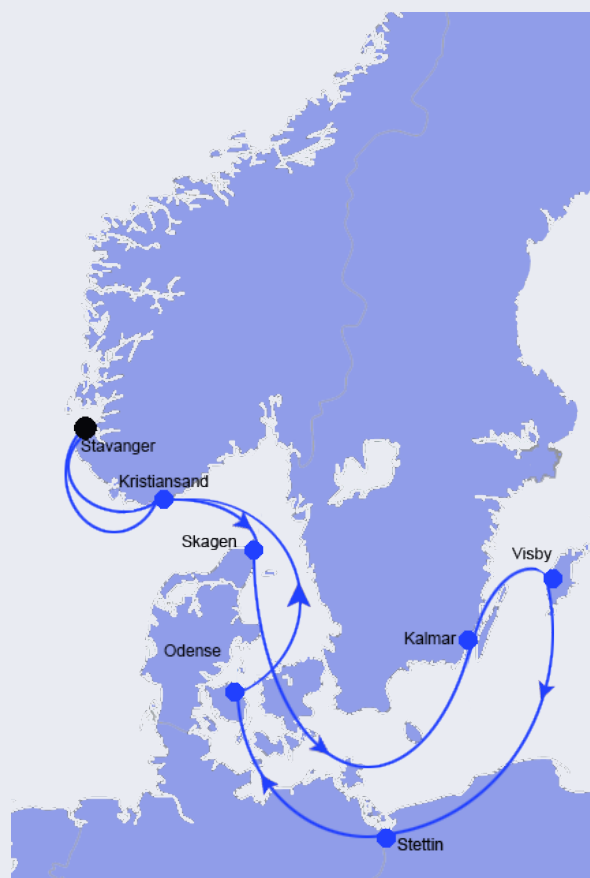 Stavanger
Kristiansand
Skagen
Visby
Kalmar
Odense
Stettin